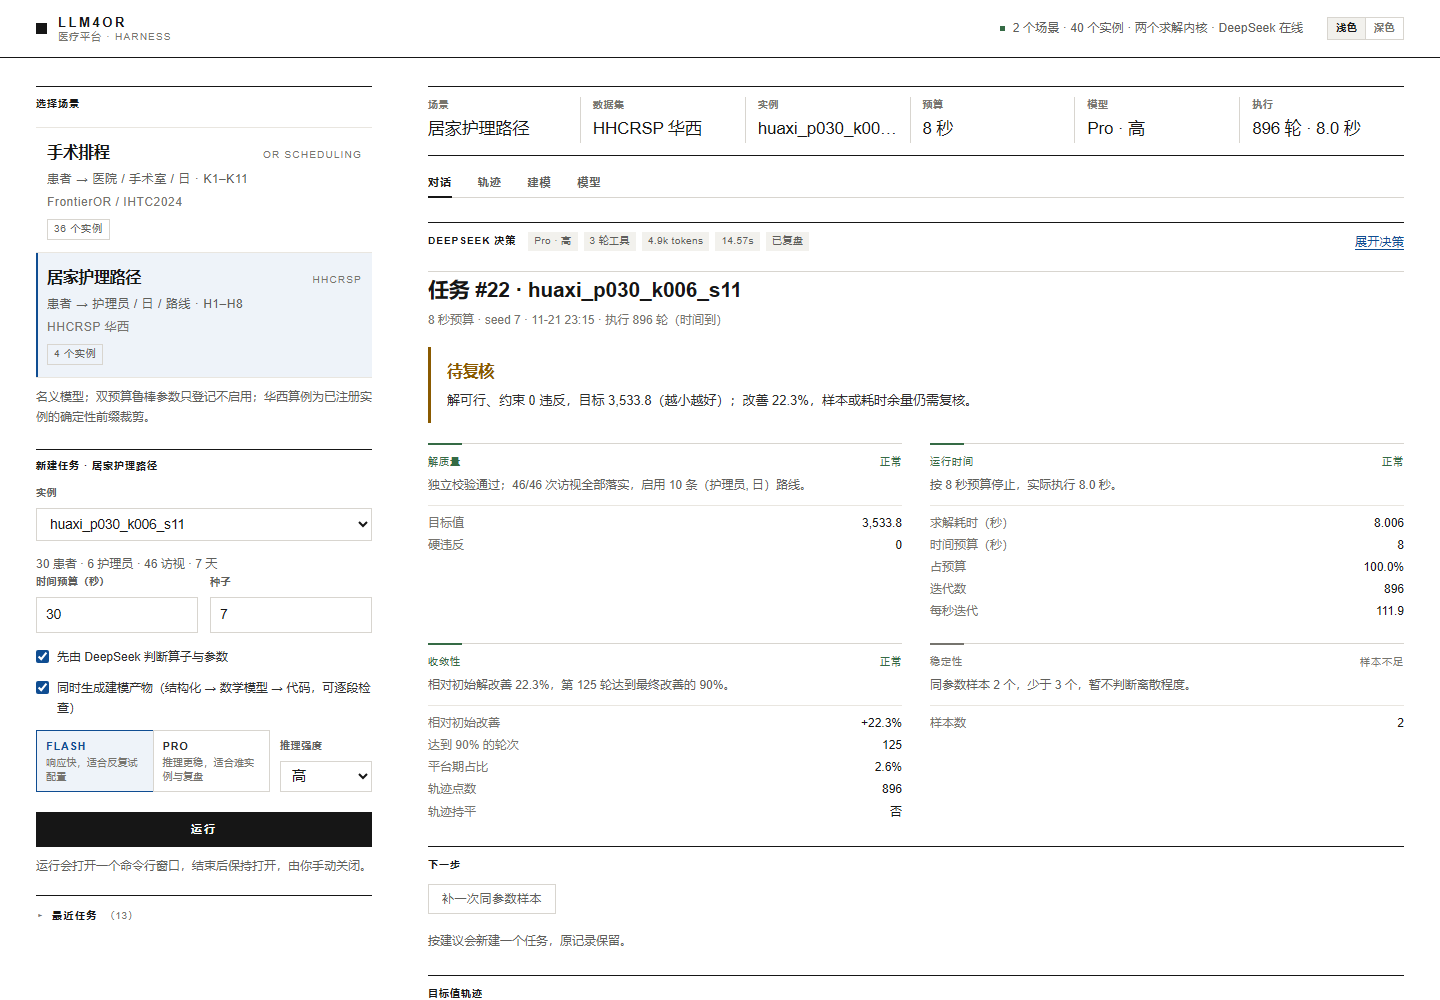 LLM4OR
医疗平台 · HARNESS
2 个场景 · 40 个实例 · 两个求解内核 · DeepSeek 在线
浅色
深色
选择场景
手术排程
OR SCHEDULING
患者 → 医院 / 手术室 / 日 · K1–K11
FrontierOR / IHTC2024
36 个实例
居家护理路径
HHCRSP
患者 → 护理员 / 日 / 路线 · H1–H8
HHCRSP 华西
4 个实例
名义模型；双预算鲁棒参数只登记不启用；华西算例为已注册实
例的确定性前缀裁剪。
新建任务 · 居家护理路径
实例
huaxi_p030_k006_s11
30 患者 · 6 护理员 · 46 访视 · 7 天
时间预算（秒）
种子
30
7
先由 DeepSeek 判断算子与参数
同时生成建模产物（结构化 → 数学模型 → 代码，可逐段检
查）
FLASH
响应快，适合反复试
配置
PRO
推理更稳，适合难实
例与复盘
推理强度
高
运行
运行会打开一个命令行窗口，结束后保持打开，由你手动关闭。
最近任务 （13）
场景
居家护理路径
数据集
HHCRSP 华西
实例
huaxi_p030_k00...
预算
8 秒
模型
Pro · 高
执行
896 轮 · 8.0 秒
对话
轨迹
建模
模型
DEEPSEEK 决策
Pro · 高
3 轮工具
4.9k tokens
14.57s
已复盘
展开决策
任务 #22 · huaxi_p030_k006_s11
8 秒预算 · seed 7 · 11-21 23:15 · 执行 896 轮（时间到）
待复核
解可行、约束 0 违反，目标 3,533.8（越小越好）；改善 22.3%，样本或耗时余量仍需复核。
解质量
正常
独立校验通过；46/46 次访视全部落实，启用 10 条（护理员, 日）路线。
目标值
3,533.8
硬违反
0
运行时间
正常
按 8 秒预算停止，实际执行 8.0 秒。
求解耗时（秒）
8.006
时间预算（秒）
8
占预算
100.0%
迭代数
896
每秒迭代
111.9
收敛性
正常
相对初始解改善 22.3%，第 125 轮达到最终改善的 90%。
相对初始改善
+22.3%
达到 90% 的轮次
125
平台期占比
2.6%
轨迹点数
896
轨迹持平
否
稳定性
样本不足
同参数样本 2 个，少于 3 个，暂不判断离散程度。
样本数
2
下一步
补一次同参数样本
按建议会新建一个任务，原记录保留。
目标值轨迹